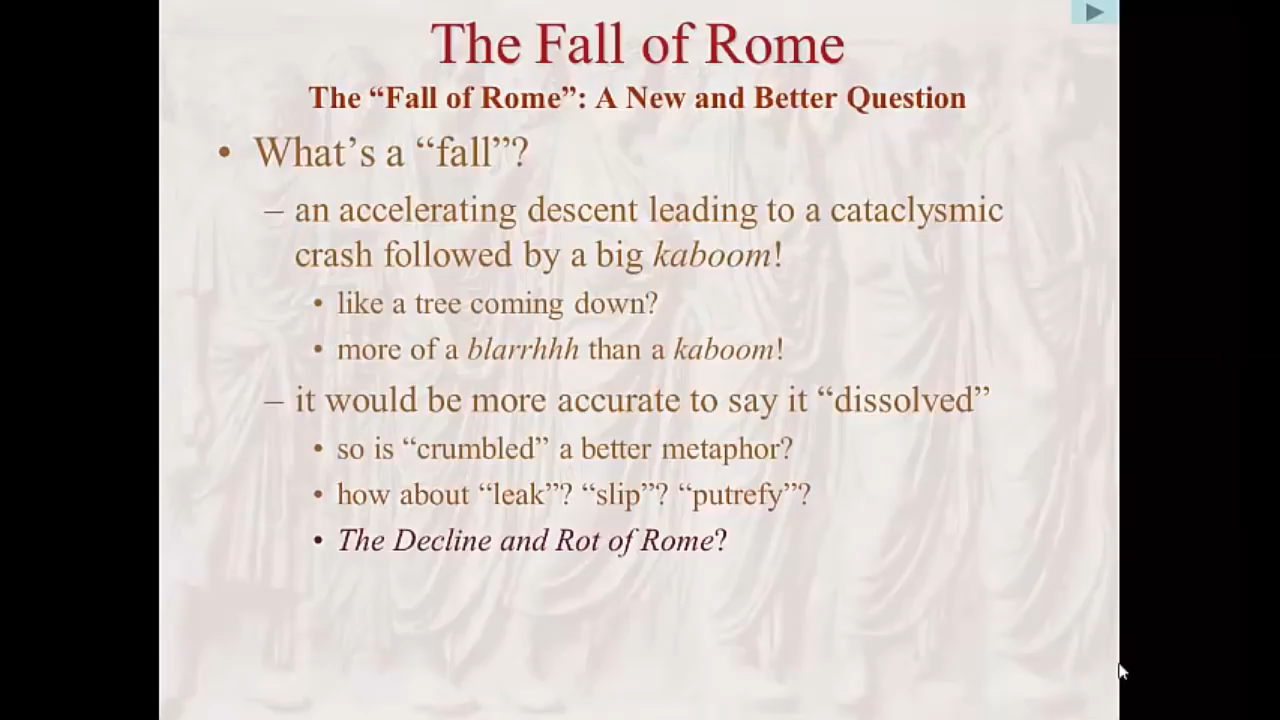 The Fall of Rome
The “Fall of Rome”: A New and Better Question
• What’s a “fall”?
– an accelerating descent leading to a cataclysmic
crash followed by a big kaboom!
• like a tree coming down?
• more of a blarrhhh than a kaboom!
– it would be more accurate to say it “dissolved”
• so is “crumbled” a better metaphor?
• how about “leak”? “slip”? “putrefy”?
• The Decline and Rot of Rome?